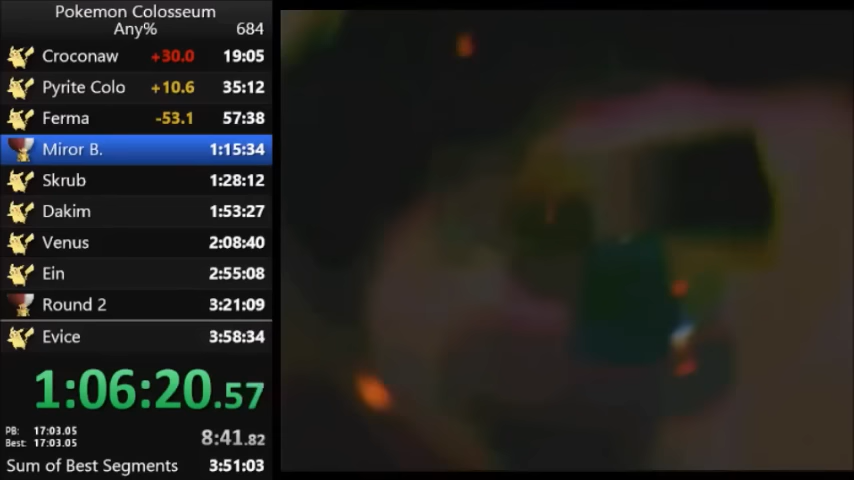 Pokemon Colosseum
Any% 684
Croconaw +30.0 19:05
Pyrite Colo +10.6 35:12
Ferma -53.1 57:38
Miror B. 1:15:34
Skrub 1:28:12
Dakim 1:53:27
Venus 2:08:40
Ein 2:55:08
Round 2 3:21:09
Evice 3:58:34
1:06:20.57
PB: 17:03.05
Best: 17:03.05
8:41.82
Sum of Best Segments 3:51:03